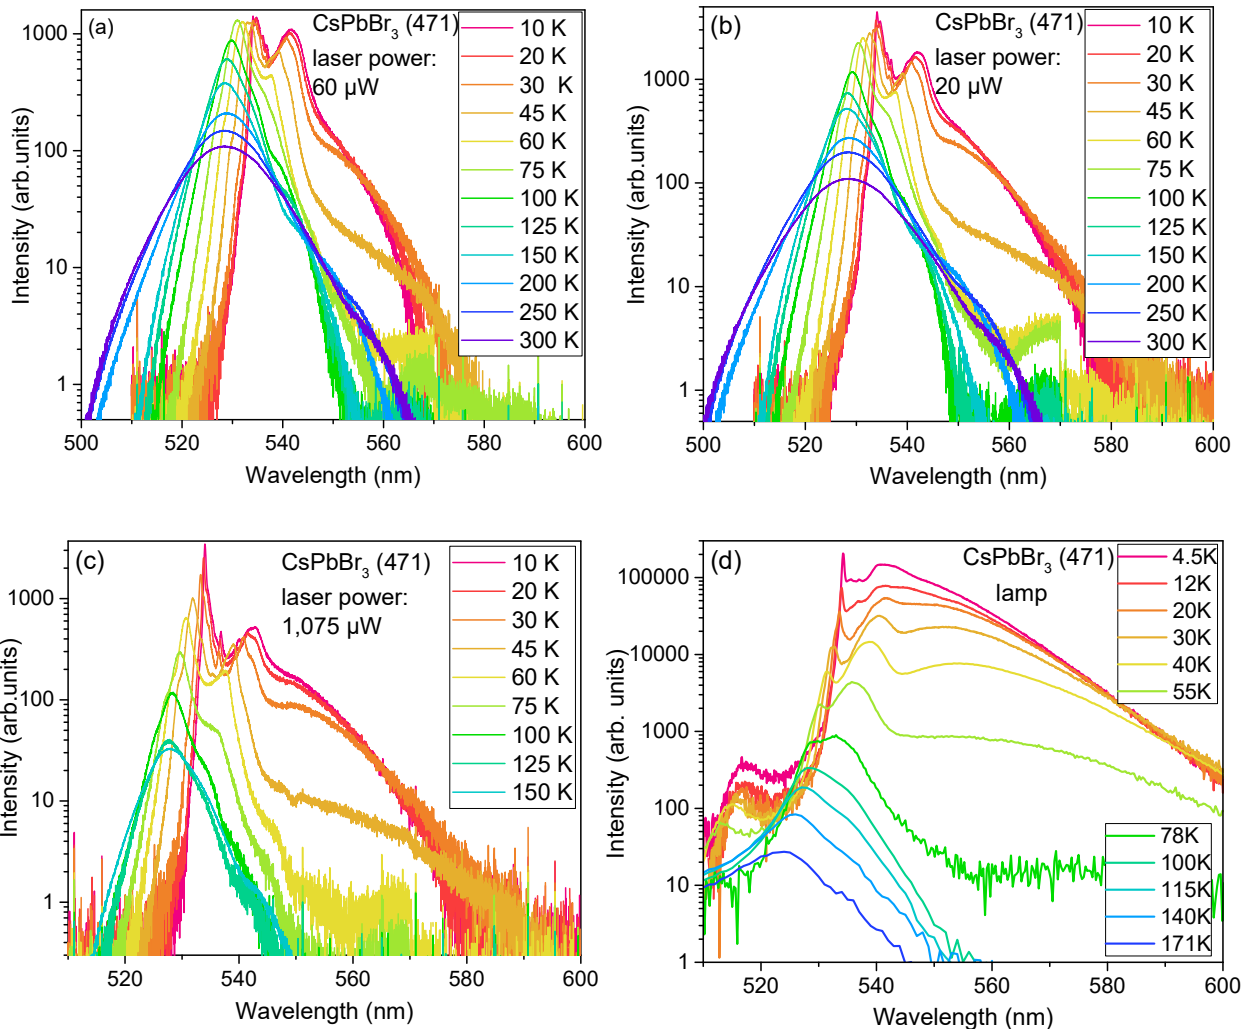 (a)
CsPbBr₃ (471)
laser power:
60 µW
10 K
20 K
30 K
45 K
60 K
75 K
100 K
125 K
150 K
200 K
250 K
300 K
1000
100
10
1
Intensity (arb.units)
500 520 540 560 580 600
Wavelength (nm)
(b)
CsPbBr₃ (471)
laser power:
20 µW
10 K
20 K
30 K
45 K
60 K
75 K
100 K
125 K
150 K
200 K
250 K
300 K
1000
100
10
1
Intensity (arb.units)
500 520 540 560 580 600
Wavelength (nm)
(c)
CsPbBr₃ (471)
laser power:
1,075 µW
10 K
20 K
30 K
45 K
60 K
75 K
100 K
125 K
150 K
1000
100
10
1
Intensity (arb.units)
520 540 560 580 600
Wavelength (nm)
(d)
CsPbBr₃ (471)
lamp
4.5K
12K
20K
30K
40K
55K
78K
100K
115K
140K
171K
100000
10000
1000
100
10
1
Intensity (arb. units)
520 540 560 580 600
Wavelength (nm)